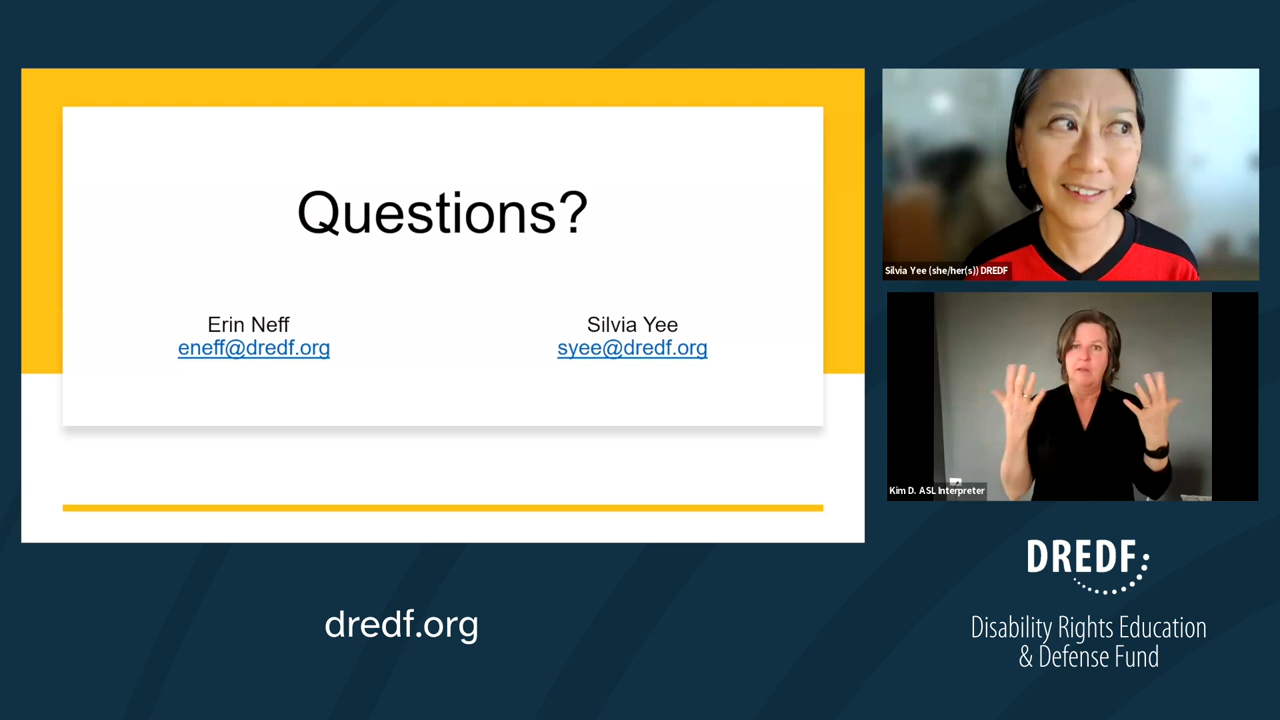 Questions?
Erin Neff
eneff@dredf.org
Silvia Yee
syee@dredf.org
Silvia Yee (she/her(s)) DREDF
Kim D. ASL Interpreter
dredf.org
DREDF
Disability Rights Education
& Defense Fund